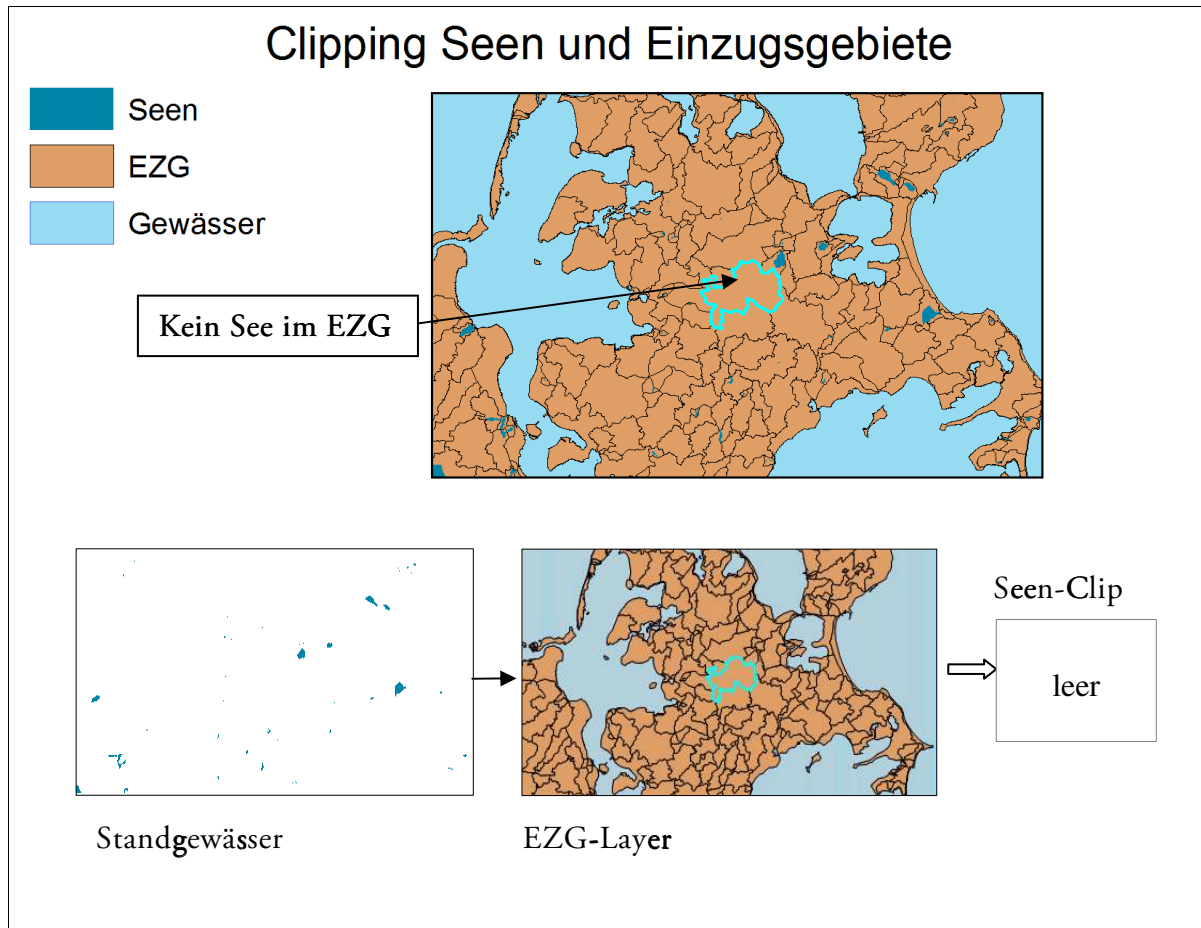 Clipping Seen und Einzugsgebiete
Seen
EZG
Gewässer
Kein See im EZG
Seen-Clip
leer
Standgewässer
EZG-Layer